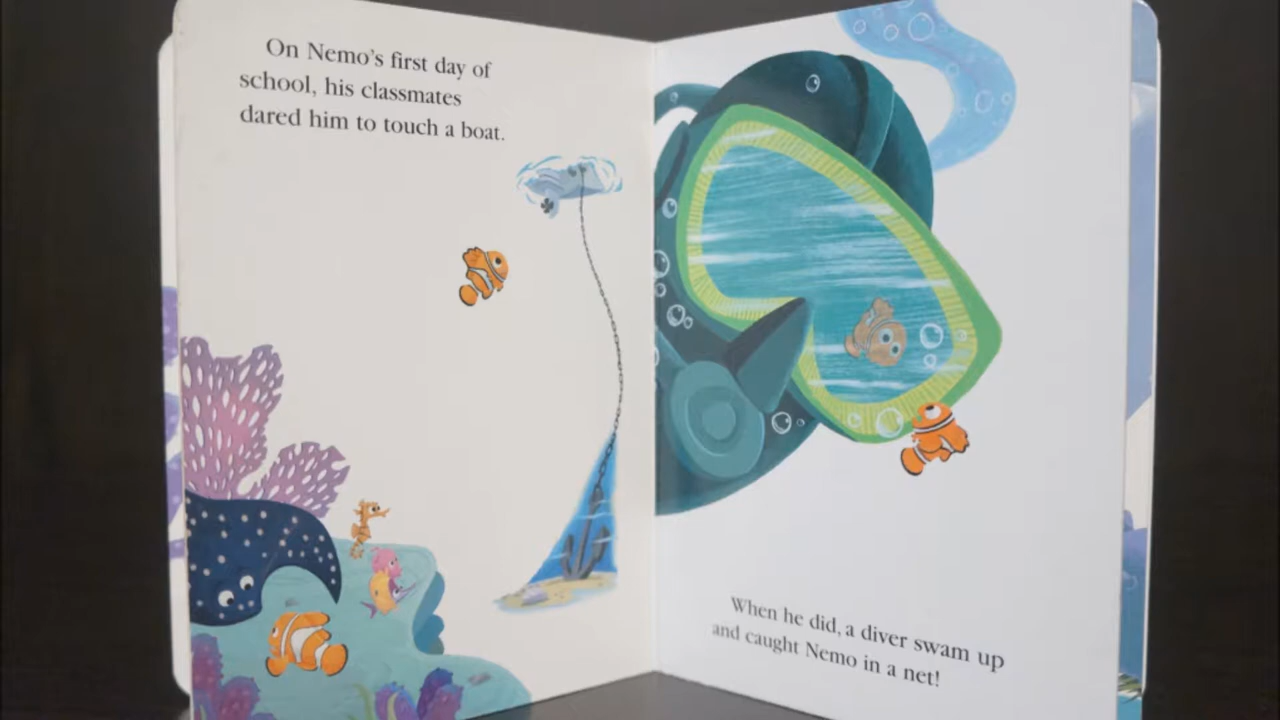 On Nemo's first day of
school, his classmates
dared him to touch a boat.
When he did, a diver swam up
and caught Nemo in a net!